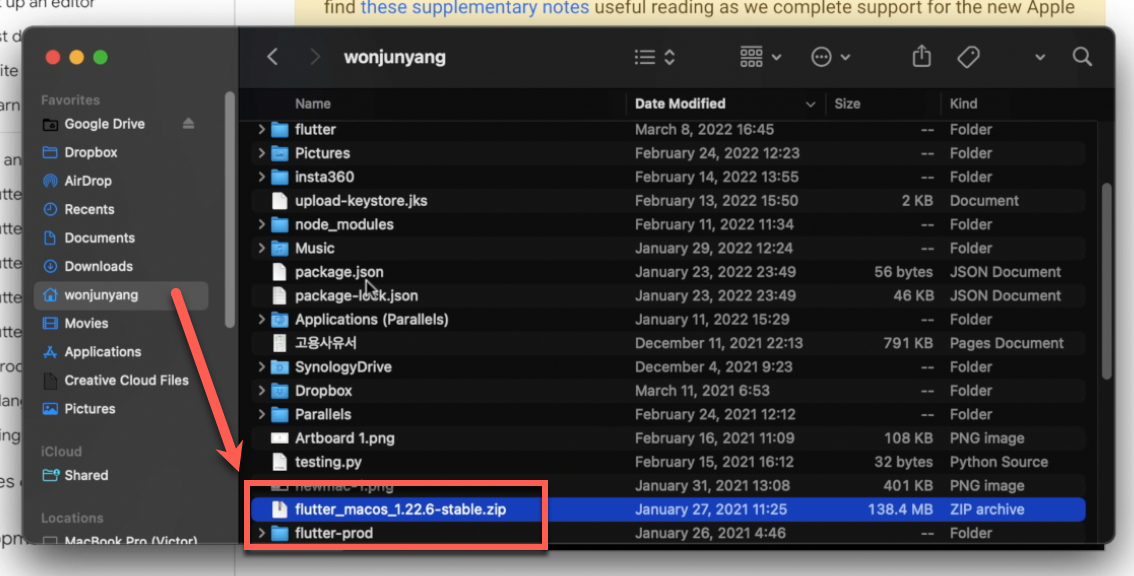 t up an editor
find these supplementary notes useful reading as we complete support for the new Apple
wonjunyang
Favorites
Google Drive
Dropbox
AirDrop
Recents
Documents
Downloads
wonjunyang
Movies
Applications
Creative Cloud Files
Pictures
iCloud
Shared
Locations
MacBook Pro (Victor)
Name Date Modified Size Kind
flutter March 8, 2022 16:45 -- Folder
Pictures February 24, 2022 12:23 -- Folder
insta360 February 14, 2022 13:55 -- Folder
upload-keystore.jks February 13, 2022 15:50 2 KB Document
node_modules February 11, 2022 11:34 -- Folder
Music January 29, 2022 12:24 -- Folder
package.json January 23, 2022 23:49 56 bytes JSON Document
package-lock.json January 23, 2022 23:49 46 KB JSON Document
Applications (Parallels) January 11, 2022 15:29 -- Folder
고용사유서 December 11, 2021 22:13 791 KB Pages Document
SynologyDrive December 4, 2021 9:23 -- Folder
Dropbox March 11, 2021 6:53 -- Folder
Parallels February 24, 2021 12:12 -- Folder
Artboard 1.png February 16, 2021 11:09 108 KB PNG image
testing.py February 15, 2021 16:12 32 bytes Python Source
newmac-1.png January 31, 2021 13:08 401 KB PNG image
flutter_macos_1.22.6-stable.zip January 27, 2021 11:25 138.4 MB ZIP archive
flutter-prod January 26, 2021 4:46 -- Folder